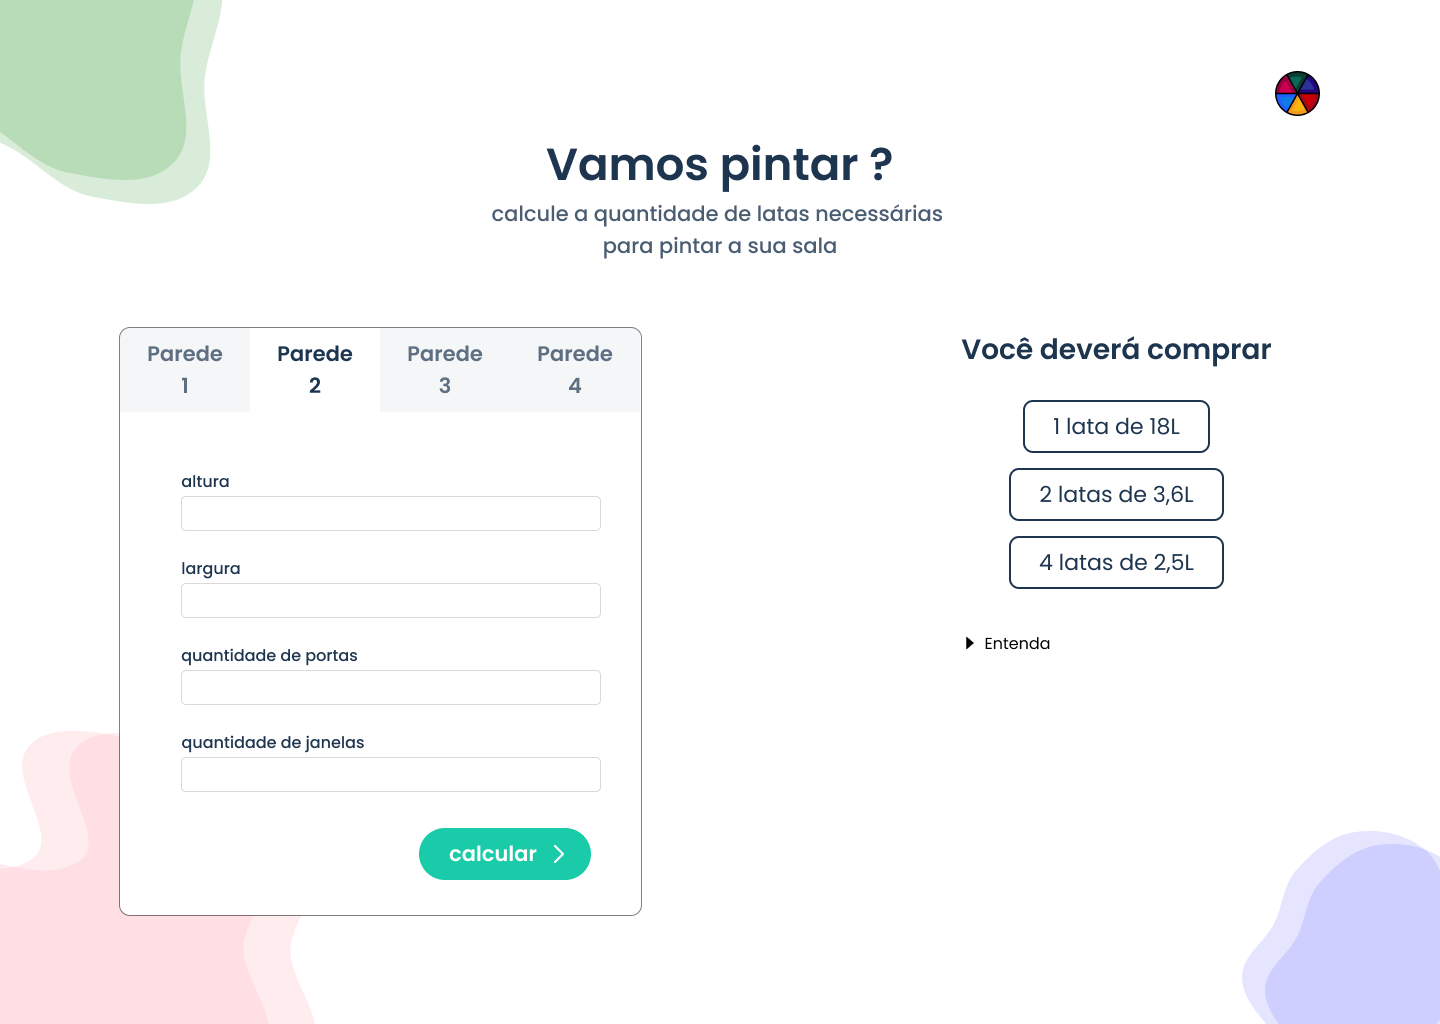 Vamos pintar ?
calcule a quantidade de latas necessárias
para pintar a sua sala
Parede
1
Parede
2
Parede
3
Parede
4
altura
largura
quantidade de portas
quantidade de janelas
calcular
Você deverá comprar
1 lata de 18L
2 latas de 3,6L
4 latas de 2,5L
Entenda